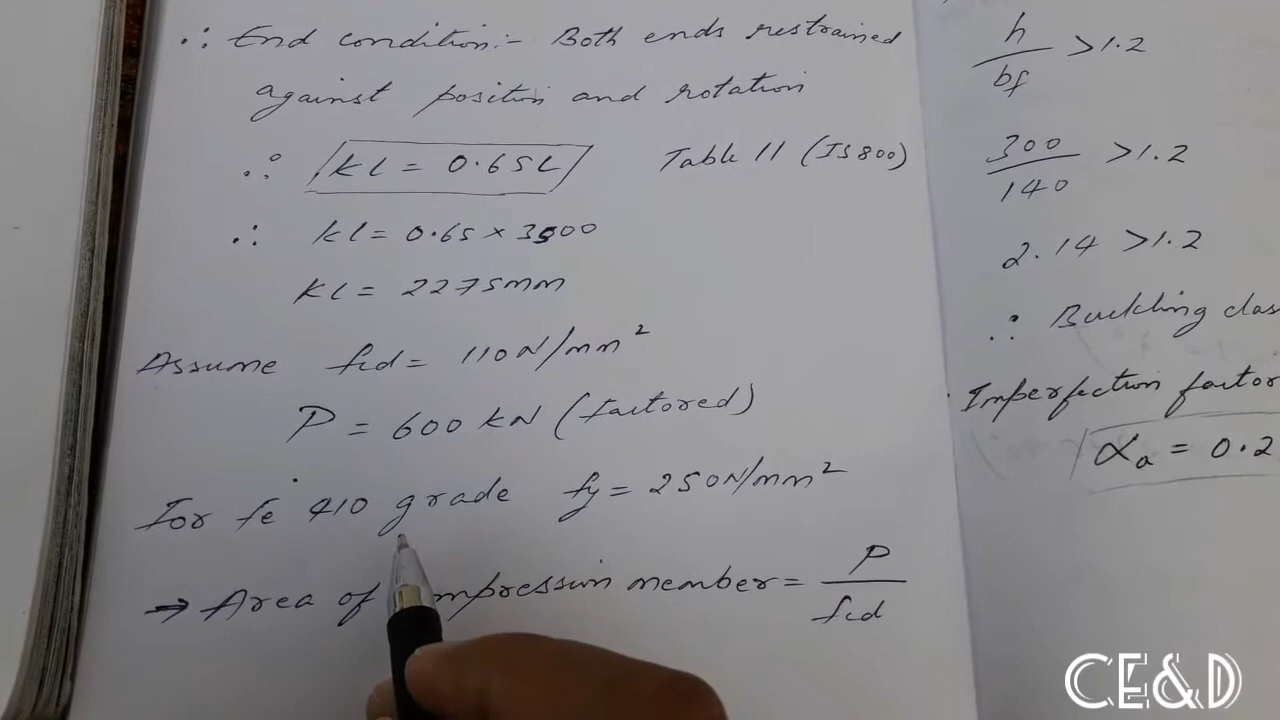 ∴ End condition:- Both ends restrained
against position and rotation
∴ KL = 0.65L Table 11 (IS800)
∴ KL = 0.65 × 3500
KL = 2275mm
Assume fcd = 110N/mm²
P = 600 kN (factored)
For fe 410 grade fy = 250N/mm²
→ Area of compression member = P/fcd
h/bf > 1.2
300/140 > 1.2
2.14 > 1.2
∴ Buckling clas
Imperfection factor
αa = 0.2
CE&D